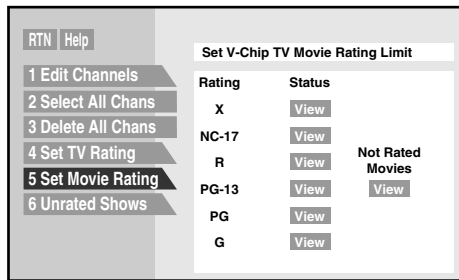 RTN Help
1 Edit Channels
2 Select All Chans
3 Delete All Chans
4 Set TV Rating
5 Set Movie Rating
6 Unrated Shows
Set V-Chip TV Movie Rating Limit
Rating Status
X View
NC-17 View
R View
PG-13 View
PG View
G View
Not Rated
Movies
View